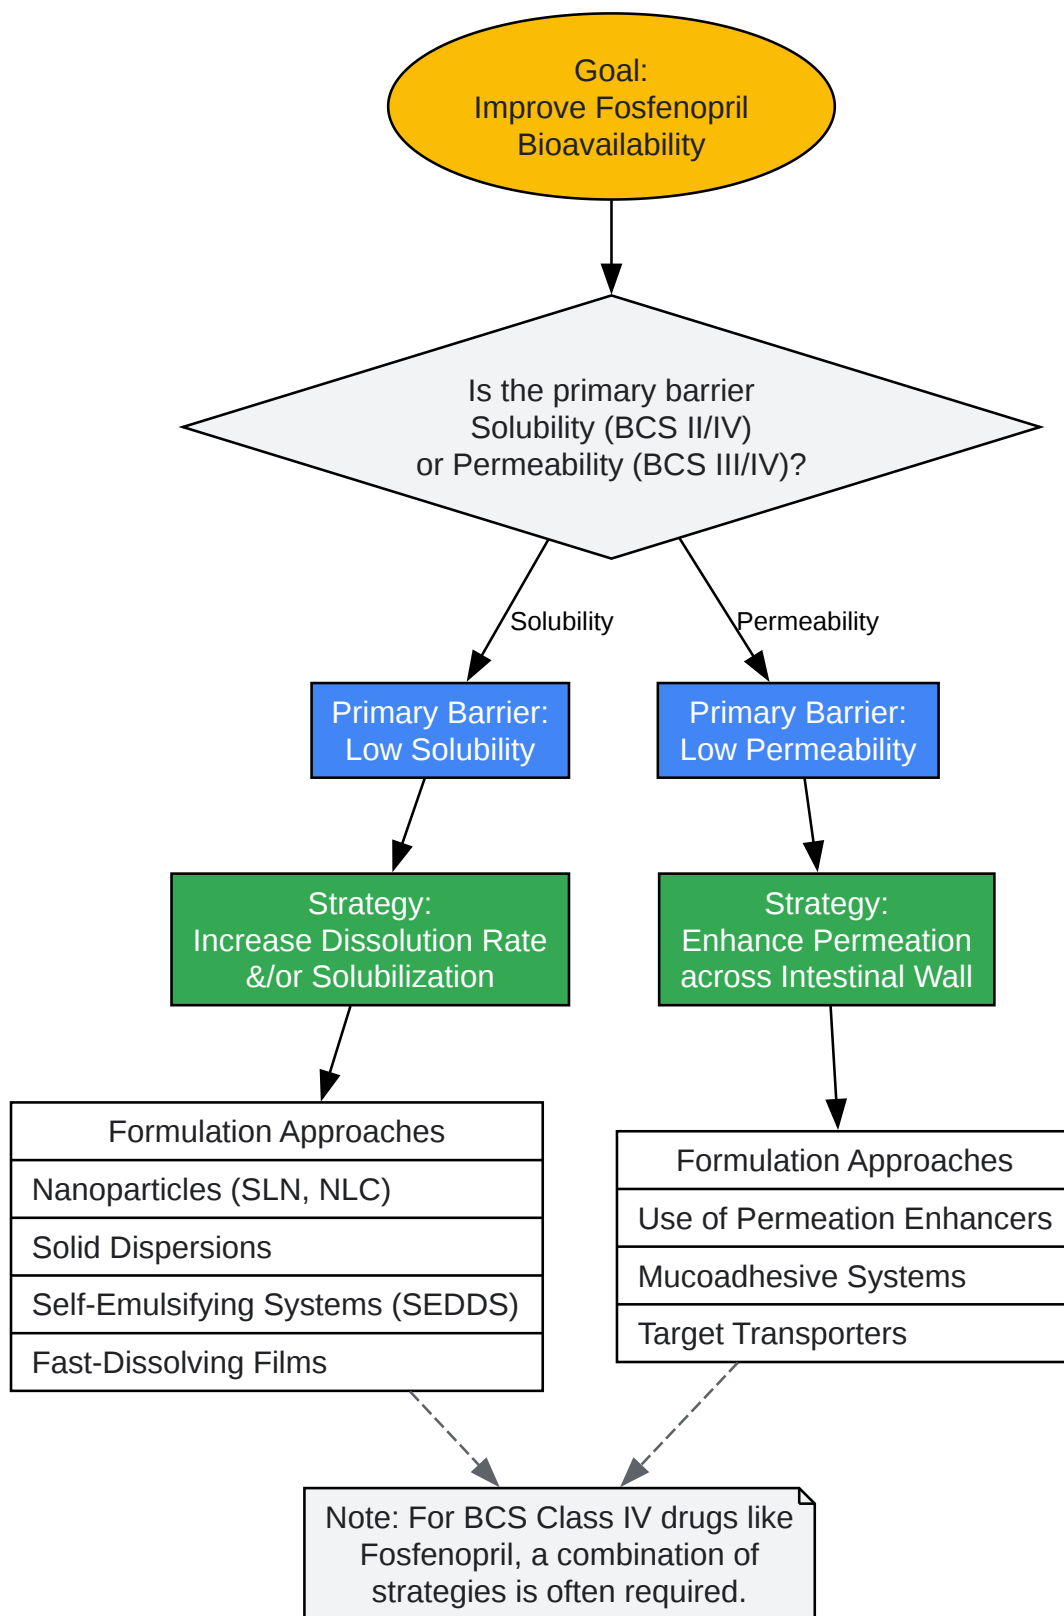 Goal:
Improve Fosfenopril
Bioavailability
Is the primary barrier
Solubility (BCS II/IV)
or Permeability (BCS III/IV)?
Solubility
Permeability
Primary Barrier:
Low Solubility
Primary Barrier:
Low Permeability
Strategy:
Increase Dissolution Rate
&/or Solubilization
Strategy:
Enhance Permeation
across Intestinal Wall
Formulation Approaches
Nanoparticles (SLN, NLC)
Solid Dispersions
Self-Emulsifying Systems (SEDDS)
Fast-Dissolving Films
Formulation Approaches
Use of Permeation Enhancers
Mucoadhesive Systems
Target Transporters
Note: For BCS Class IV drugs like
Fosfenopril, a combination of
strategies is often required.